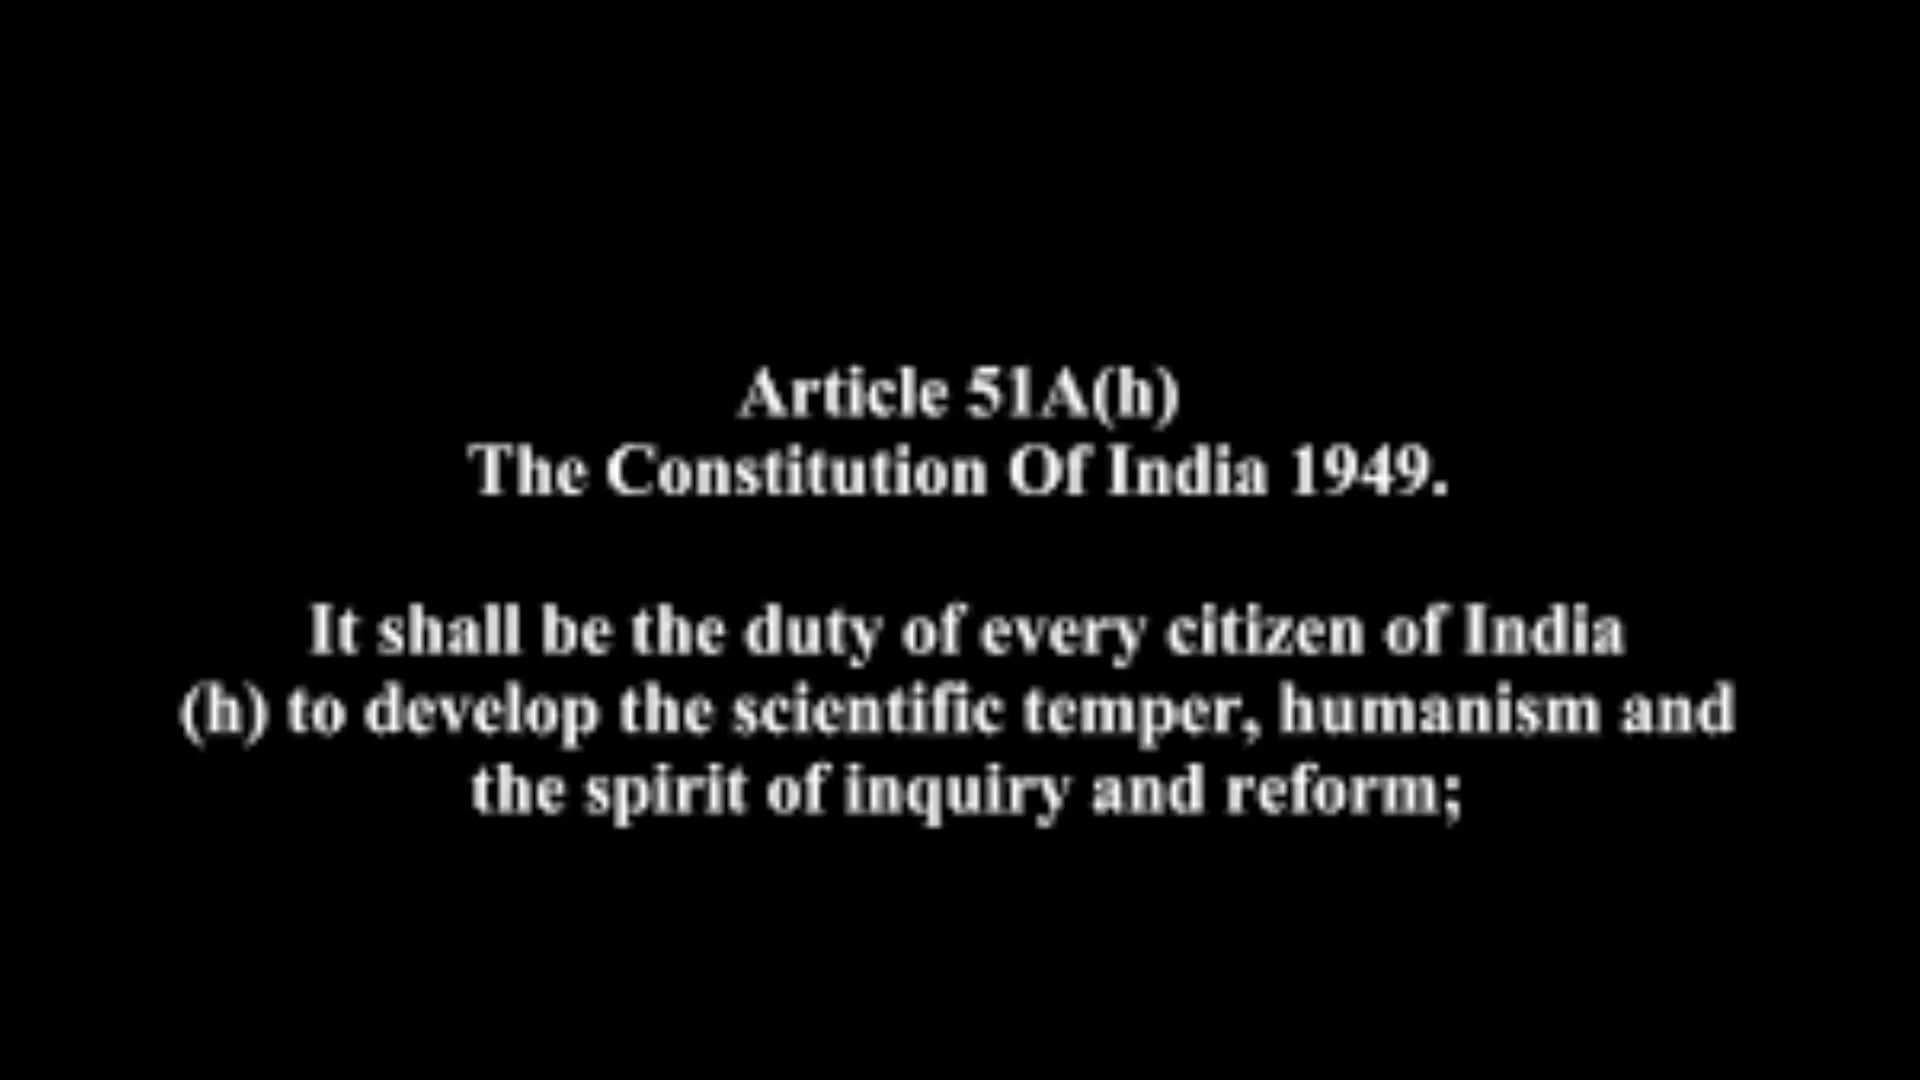 Article 51A(h)
The Constitution Of India 1949.
It shall be the duty of every citizen of India
(h) to develop the scientific temper, humanism and
the spirit of inquiry and reform;